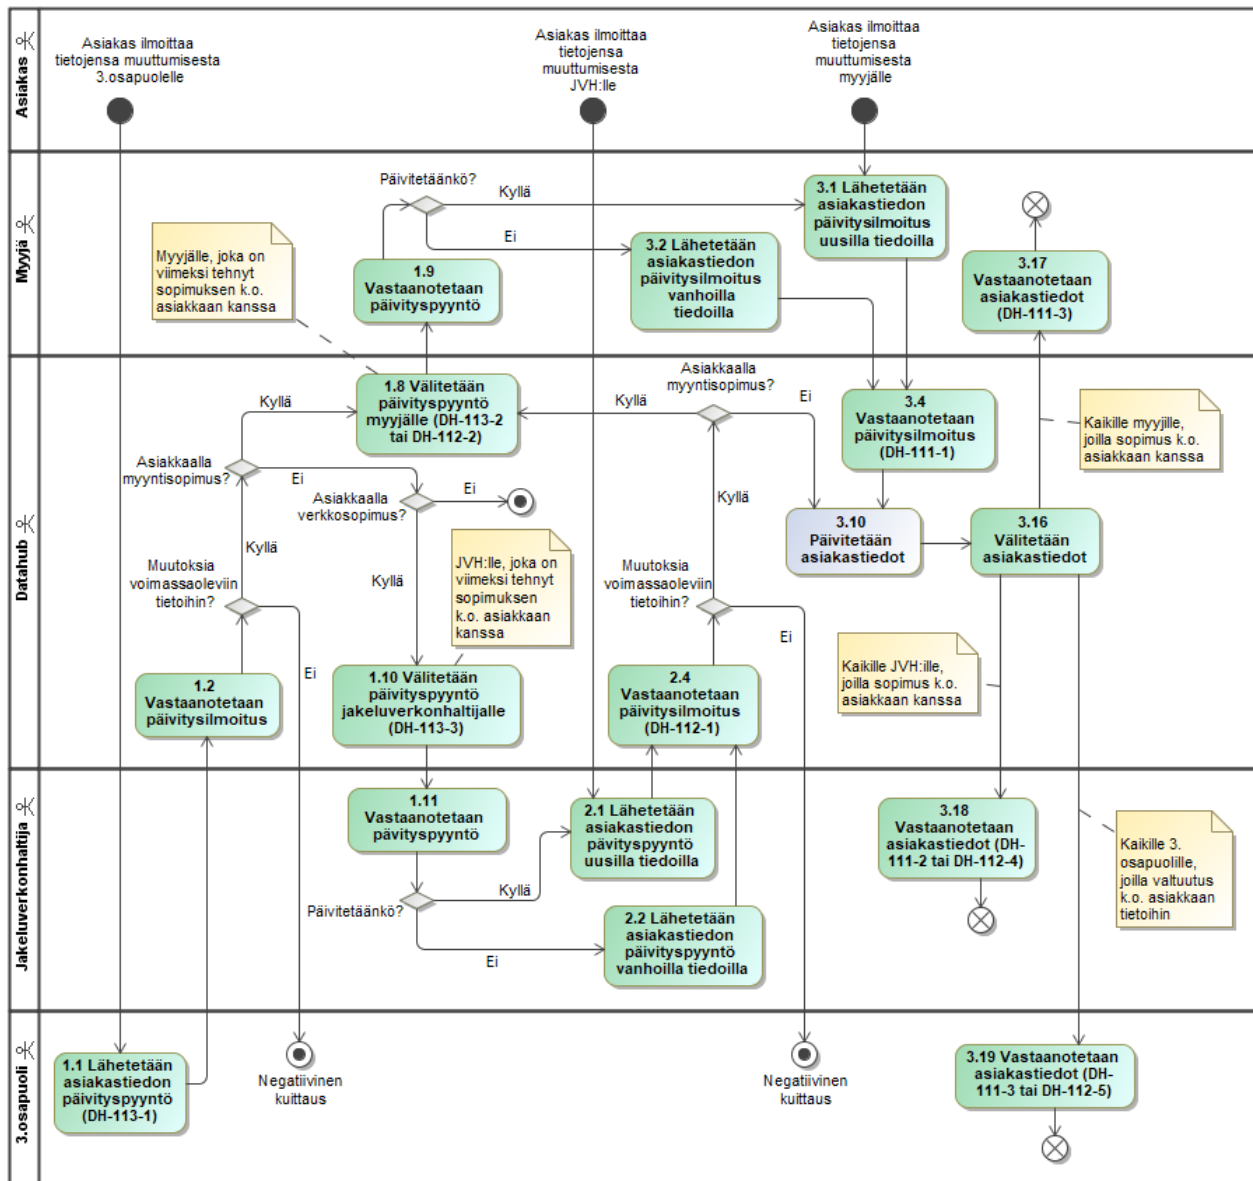 Asiakas
Asiakas ilmoittaa
tietojensa
muuttumisesta
3.osapuolelle
Asiakas ilmoittaa
tietojensa
muuttumisesta
JVH:lle
Asiakas ilmoittaa
tietojensa
muuttumisesta
myyjälle
Myyjä
Myyjälle, joka on
viimeksi tehnyt
sopimuksen k.o.
asiakkaan kanssa
Päivitetäänkö?
Kyllä
Ei
1.9
Vastaanotetaan
päivityspyyntö
3.2 Lähetetään
asiakastiedon
päivitysilmoitus
vanhoilla
tiedoilla
3.1 Lähetetään
asiakastiedon
päivitysilmoitus
uusilla tiedoilla
3.17
Vastaanotetaan
asiakastiedot
(DH-111-3)
Datahub
1.8 Välitetään
päivityspyyntö
myyjälle (DH-113-2
tai DH-112-2)
Kyllä
Asiakkaalla
myyntisopimus?
Ei
Asiakkaalla
verkkosopimus?
Ei
Kyllä
Kyllä
Muutoksia
voimassaoleviin
tietoihin?
Ei
1.2
Vastaanotetaan
päivitysilmoitus
JVH:lle, joka on
viimeksi tehnyt
sopimuksen
k.o. asiakkaan
kanssa
1.10 Välitetään
päivityspyyntö
jakeluverkonhaltijalle
(DH-113-3)
Asiakkaalla
myyntisopimus?
Kyllä
Ei
Kyllä
Muutoksia
voimassaoleviin
tietoihin?
Ei
2.4
Vastaanotetaan
päivitysilmoitus
(DH-112-1)
3.4
Vastaanotetaan
päivitysilmoitus
(DH-111-1)
3.10
Päivitetään
asiakastiedot
3.16
Välitetään
asiakastiedot
Kaikille myyjille,
joilla sopimus k.o.
asiakkaan kanssa
Kaikille JVH:ille,
joilla sopimus k.o.
asiakkaan kanssa
Jakeluverkonhaltija
1.11
Vastaanotetaan
pävityspyyntö
Päivitetäänkö?
Kyllä
Ei
2.1 Lähetetään
asiakastiedon
pävityspyyntö
uusilla tiedoilla
2.2 Lähetetään
asiakastiedon
päivityspyyntö
vanhoilla tiedoilla
3.18
Vastaanotetaan
asiakastiedot (DH-
111-2 tai DH-112-4)
Kaikille 3.
osapuolille,
joilla valtuutus
k.o. asiakkaan
tietoihin
3.osapuoli
1.1 Lähetetään
asiakastiedon
päivityspyyntö
(DH-113-1)
Negatiivinen
kuittaus
Negatiivinen
kuittaus
3.19 Vastaanotetaan
asiakastiedot (DH-
111-3 tai DH-112-5)